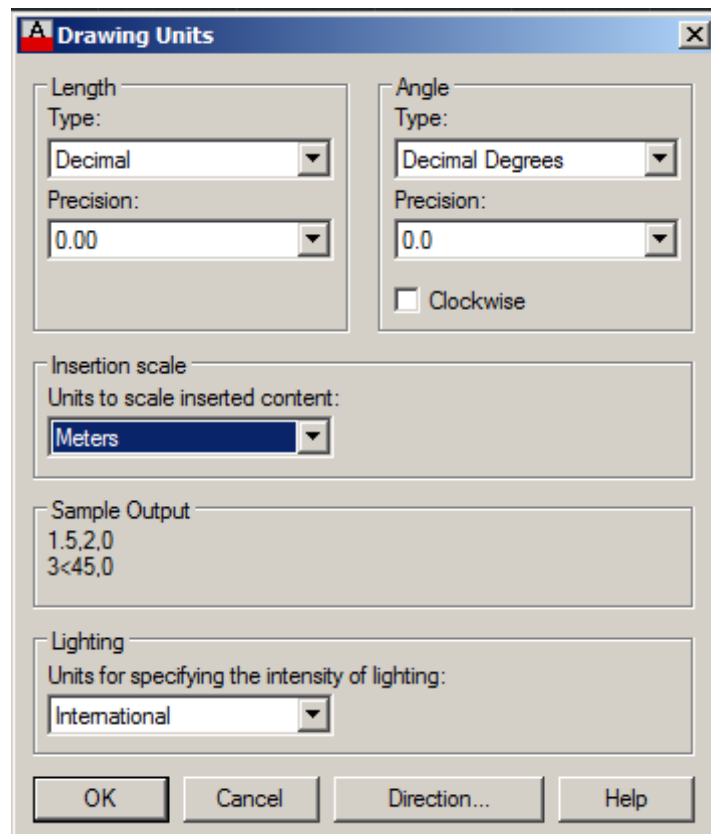 A Drawing Units
Length
Type:
Decimal
Precision:
0.00
Angle
Type:
Decimal Degrees
Precision:
0.0
Clockwise
Insertion scale
Units to scale inserted content:
Meters
Sample Output
1.5,2,0
3<45,0
Lighting
Units for specifying the intensity of lighting:
International
OK Cancel Direction... Help